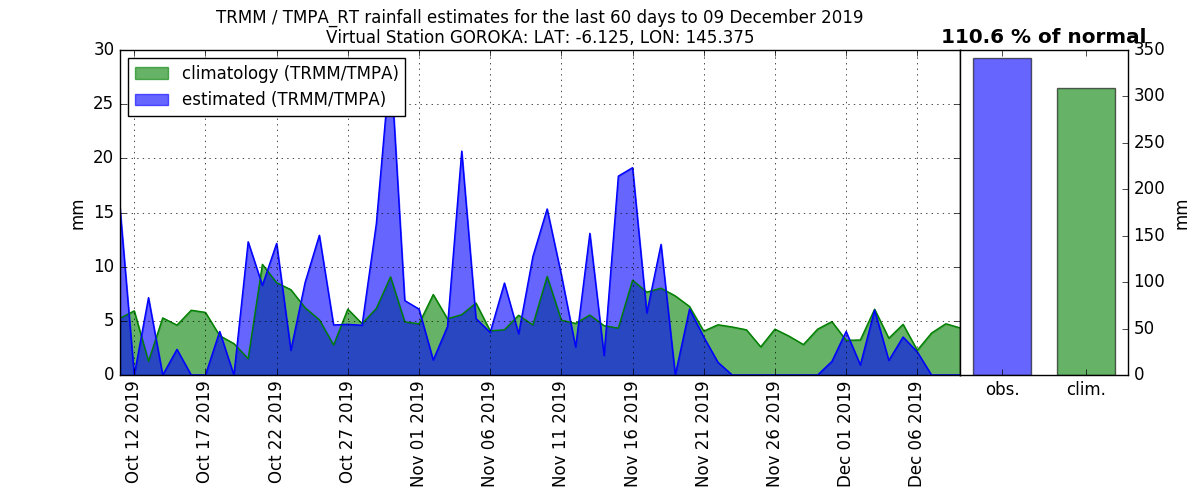 TRMM / TMPA_RT rainfall estimates for the last 60 days to 09 December 2019
Virtual Station GOROKA: LAT: -6.125, LON: 145.375
110.6 % of normal
climatology (TRMM/TMPA)
estimated (TRMM/TMPA)
30
25
20
15
10
5
0
mm
Oct 12 2019
Oct 17 2019
Oct 22 2019
Oct 27 2019
Nov 01 2019
Nov 06 2019
Nov 11 2019
Nov 16 2019
Nov 21 2019
Nov 26 2019
Dec 01 2019
Dec 06 2019
obs.
clim.
350
300
250
200
150
100
50
0
mm